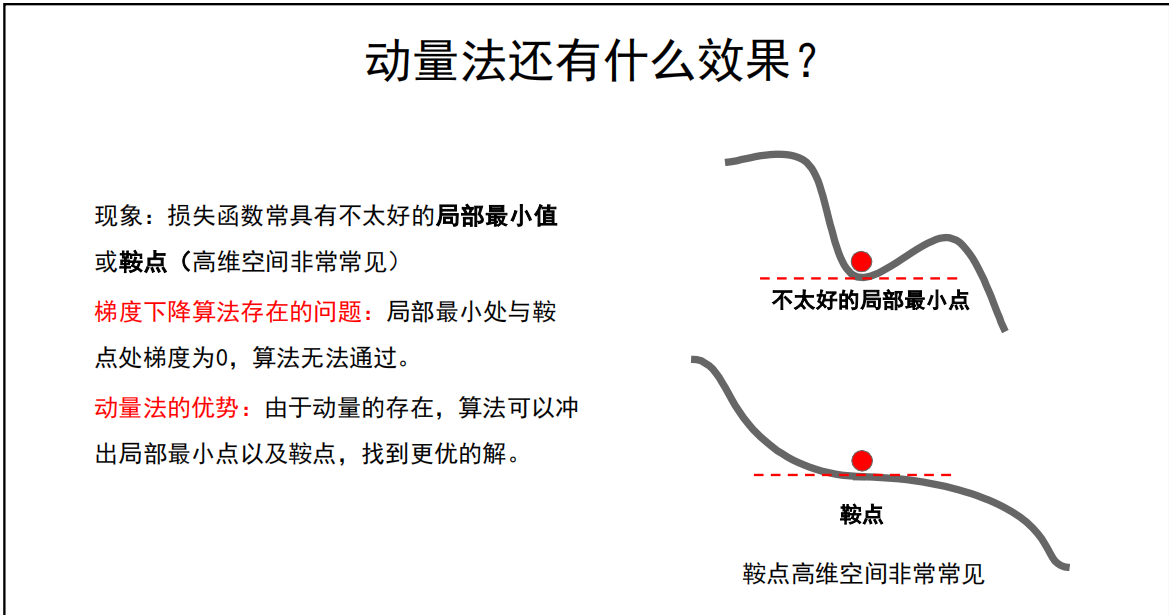 动量法还有什么效果?
现象:损失函数常具有不太好的局部最小值
或鞍点(高维空间非常常见)
梯度下降算法存在的问题:局部最小处与鞍
点处梯度为0,算法无法通过。
动量法的优势:由于动量的存在,算法可以冲
出局部最小点以及鞍点,找到更优的解。
不太好的局部最小点
鞍点
鞍点高维空间非常常见